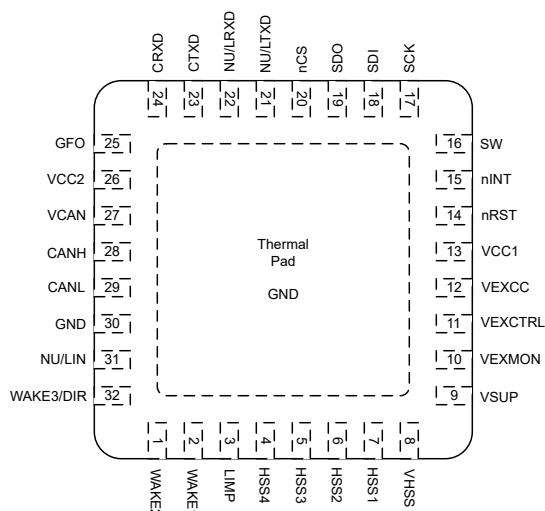 CRXD
CTXD
NU/LRXD
NU/LTXD
nCS
SDO
SDI
SCK
24
23
22
21
20
19
18
17
GFO 25
16 SW
VCC2 26
15 nINT
VCAN 27
14 nRST
CANH 28
13 VCC1
CANL 29
12 VEXCC
GND 30
11 VEXCTRL
NU/LIN 31
10 VEXMON
WAKE3/DIR 32
9 VSUP
Thermal
Pad
GND
1
2
3
4
5
6
7
8
LIMP
HSS4
HSS3
HSS2
HSS1
VHSS